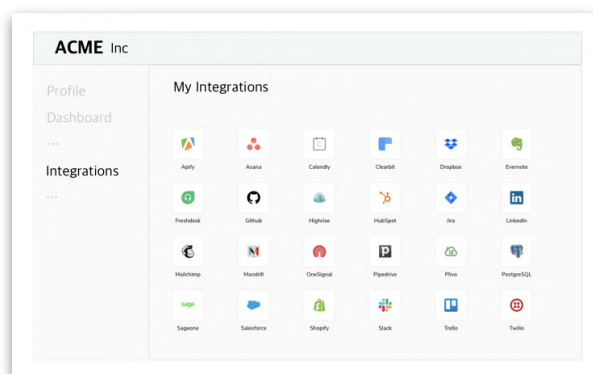 ACME Inc
Profile
Dashboard
...
Integrations
...
My Integrations
Apify Asana Calendly Clearbit Dropbox Evernote
Freshdesk Github Highrise HubSpot Jira LinkedIn
Mailchimp Mandrill OneSignal Pipedrive Plivo PostgreSQL
sage
Sageone Salesforce Shopify Slack Trello Twilio